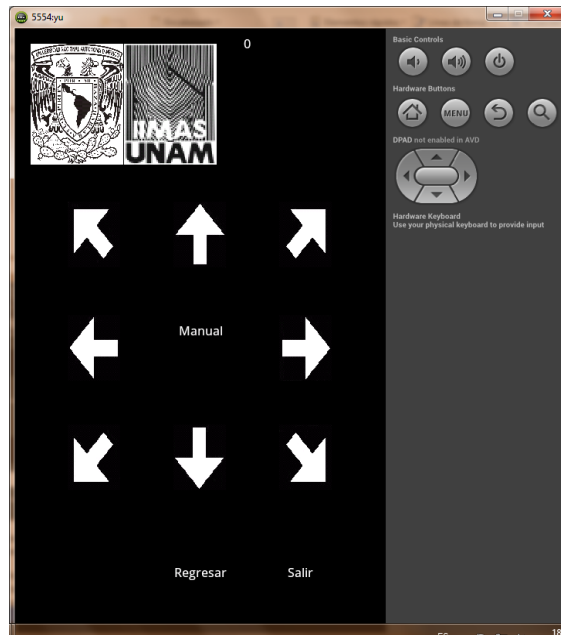 5554:yu
0
IIMAS
UNAM
Manual
Regresar
Salir
Basic Controls
Hardware Buttons
MENU
DPAD not enabled in AVD
Hardware Keyboard
Use your physical keyboard to provide input